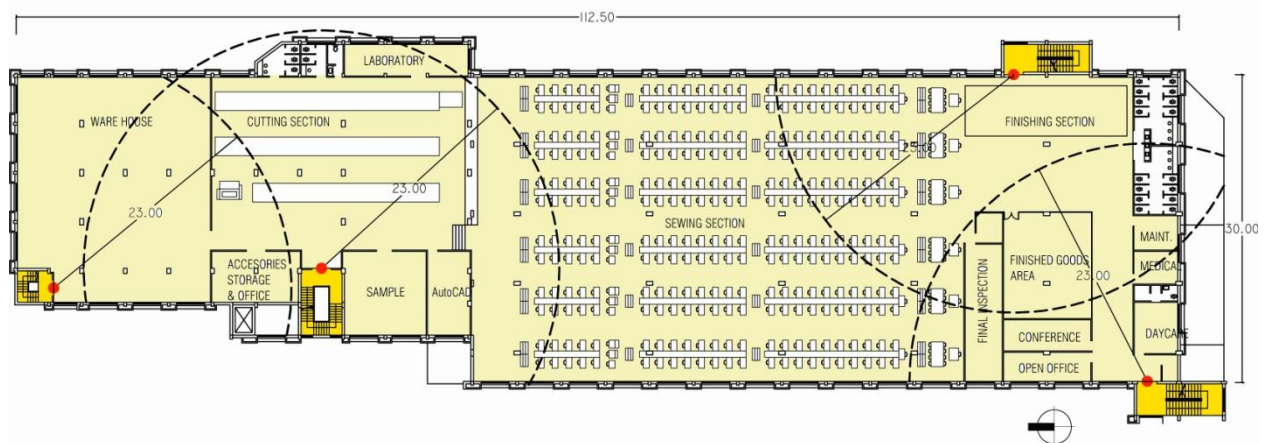 112.50
LABORATORY
WARE HOUSE
CUTTING SECTION
FINISHING SECTION
23.00
23.00
SEWING SECTION
30.00
MAINT.
ACCESORIES
STORAGE
& OFFICE
SAMPLE
AutoCAD
FINAL INSPECTION
FINISHED GOODS
AREA
23.00
MEDICAL
CONFERENCE
DAYCARE
OPEN OFFICE